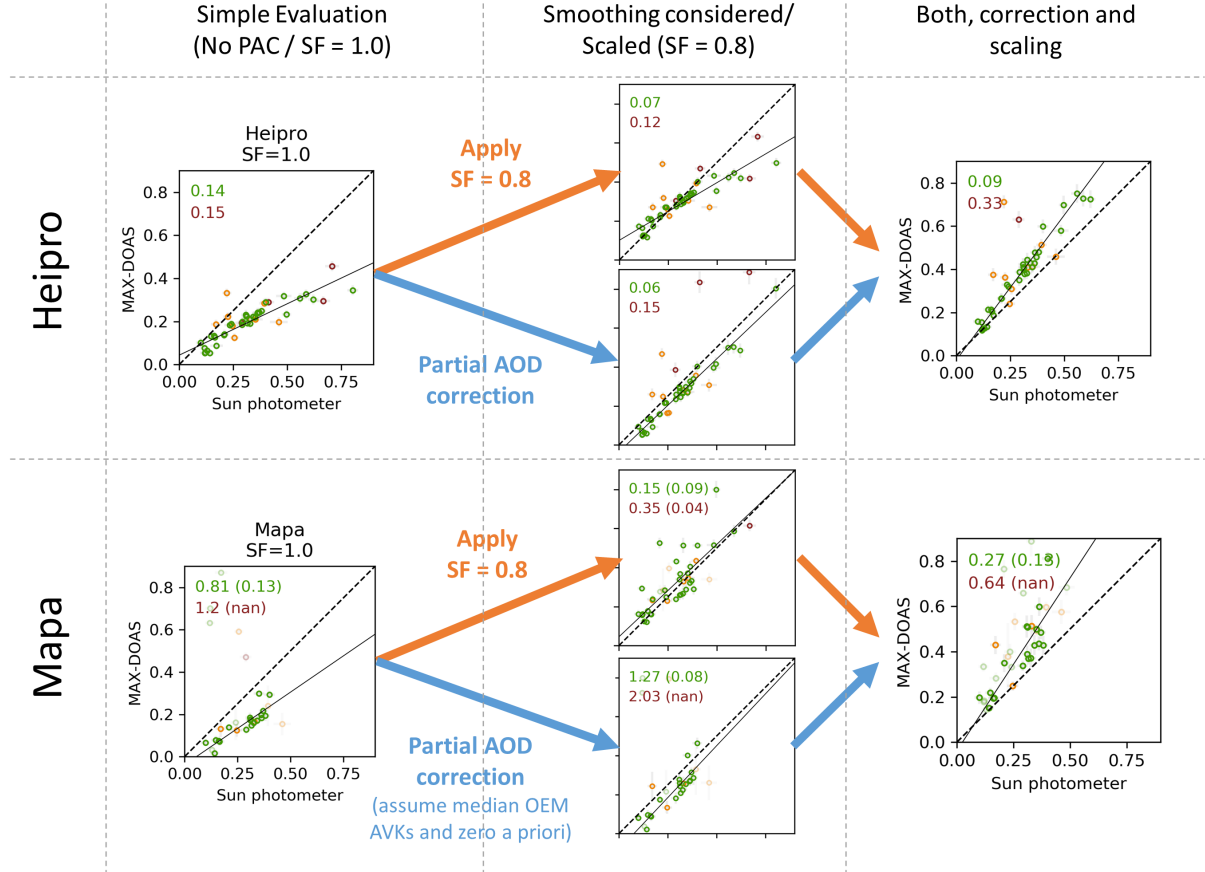 Simple Evaluation
(No PAC / SF = 1.0)
Smoothing considered/
Scaled (SF = 0.8)
Both, correction and
scaling
Heipro
Heipro
SF=1.0
0.14
0.15
0.8
0.6
0.4
0.2
0.0
MAX-DOAS
0.00 0.25 0.50 0.75
Sun photometer
Apply
SF = 0.8
Partial AOD
correction
0.07
0.12
0.06
0.15
0.09
0.33
0.8
0.6
0.4
0.2
0.0
MAX-DOAS
0.00 0.25 0.50 0.75
Sun photometer
Mapa
Mapa
SF=1.0
0.81 (0.13)
1.2 (nan)
0.8
0.6
0.4
0.2
0.0
MAX-DOAS
0.00 0.25 0.50 0.75
Sun photometer
Apply
SF = 0.8
Partial AOD
correction
(assume median OEM
AVKs and zero a priori)
0.15 (0.09)
0.35 (0.04)
1.27 (0.08)
2.03 (nan)
0.27 (0.13)
0.64 (nan)
0.8
0.6
0.4
0.2
0.0
MAX-DOAS
0.00 0.25 0.50 0.75
Sun photometer